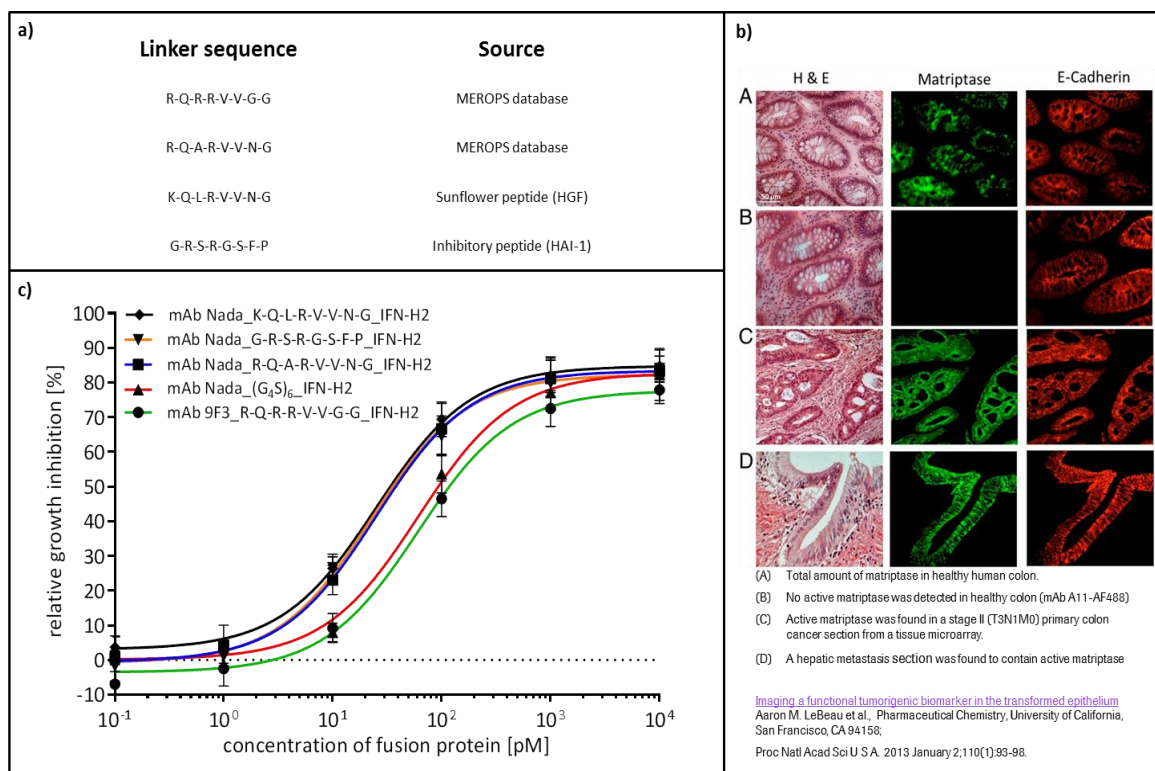 a)
Linker sequence Source
R-Q-R-R-V-V-G-G MEROPS database
R-Q-A-R-V-V-N-G MEROPS database
K-Q-L-R-V-V-N-G Sunflower peptide (HGF)
G-R-S-R-G-S-F-P Inhibitory peptide (HAI-1)
b)
H & E Matriptase E-Cadherin
A
50 µm
B
C
D
(A) Total amount of matriptase in healthy human colon.
(B) No active matriptase was detected in healthy colon (mAb A11-AF488)
(C) Active matriptase was found in a stage II (T3N1M0) primary colon
cancer section from a tissue microarray.
(D) A hepatic metastasis section was found to contain active matriptase
Imaging a functional tumorigenic biomarker in the transformed epithelium
Aaron M. LeBeau et al., Pharmaceutical Chemistry, University of California,
San Francisco, CA 94158;
Proc Natl Acad Sci U S A. 2013 January 2;110(1):93-98.
c)
mAb Nada_K-Q-L-R-V-V-N-G_IFN-H2
mAb Nada_G-R-S-R-G-S-F-P_IFN-H2
mAb Nada_R-Q-A-R-V-V-N-G_IFN-H2
mAb Nada_(G₄S)₆_IFN-H2
mAb 9F3_R-Q-R-R-V-V-G-G_IFN-H2
relative growth inhibition [%]
100
90
80
70
60
50
40
30
20
10
0
-10
10⁻¹ 10⁰ 10¹ 10² 10³ 10⁴
concentration of fusion protein [pM]